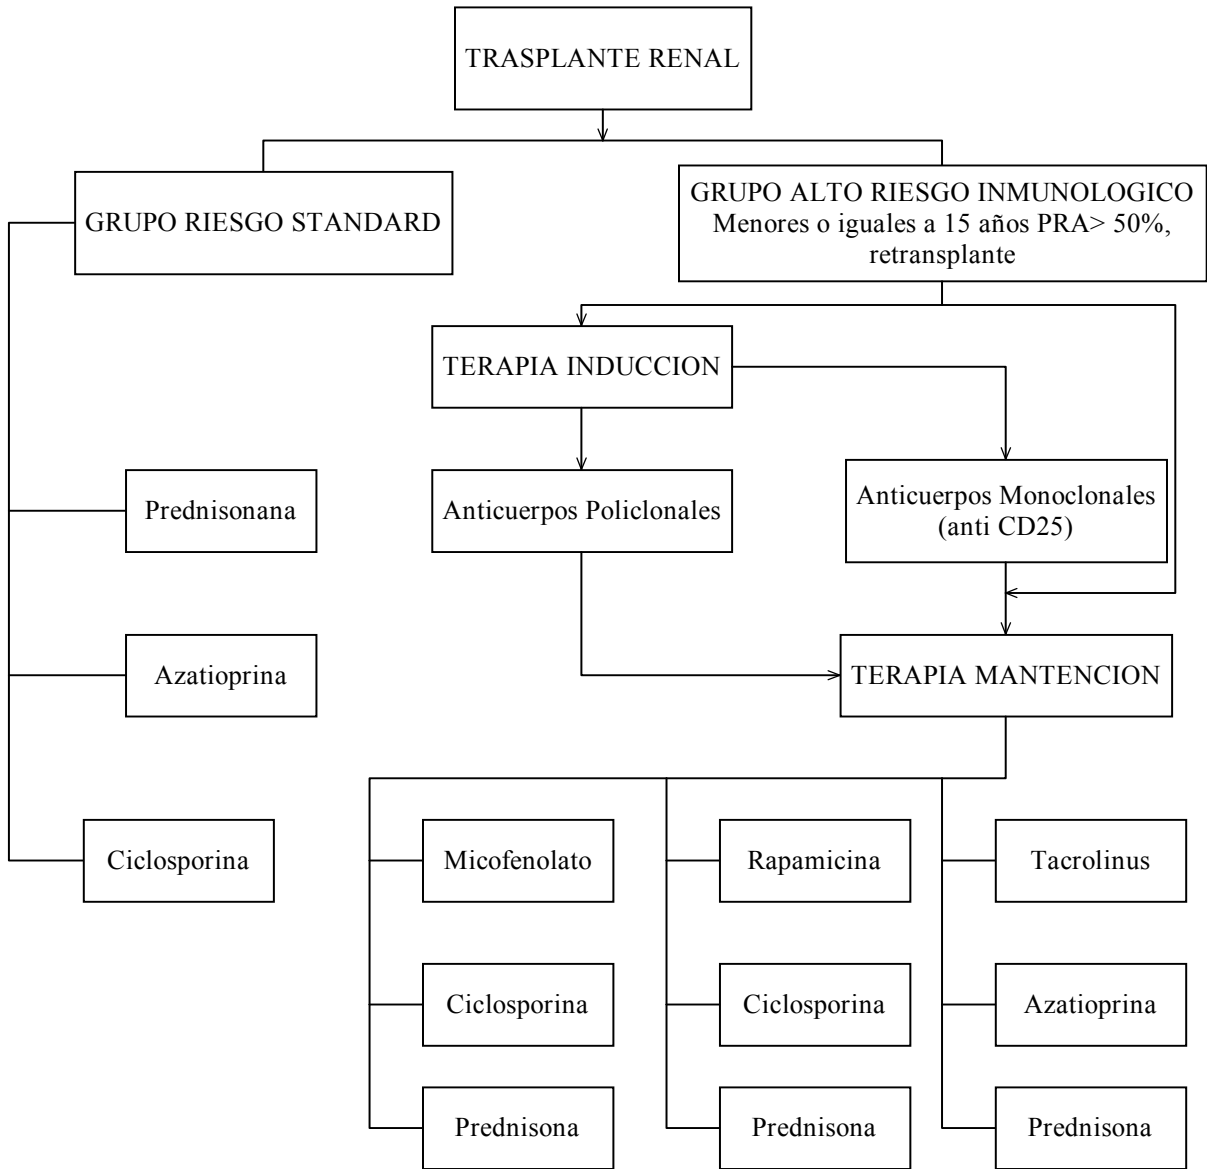 TRASPLANTE RENAL
GRUPO RIESGO STANDARD
GRUPO ALTO RIESGO INMUNOLOGICO
Menores o iguales a 15 años PRA> 50%,
retransplante
TERAPIA INDUCCION
Anticuerpos Policlonales
Anticuerpos Monoclonales
(anti CD25)
Prednisonana
Azatioprina
Ciclosporina
TERAPIA MANTENCION
Micofenolato
Rapamicina
Tacrolinus
Ciclosporina
Ciclosporina
Azatioprina
Prednisona
Prednisona
Prednisona